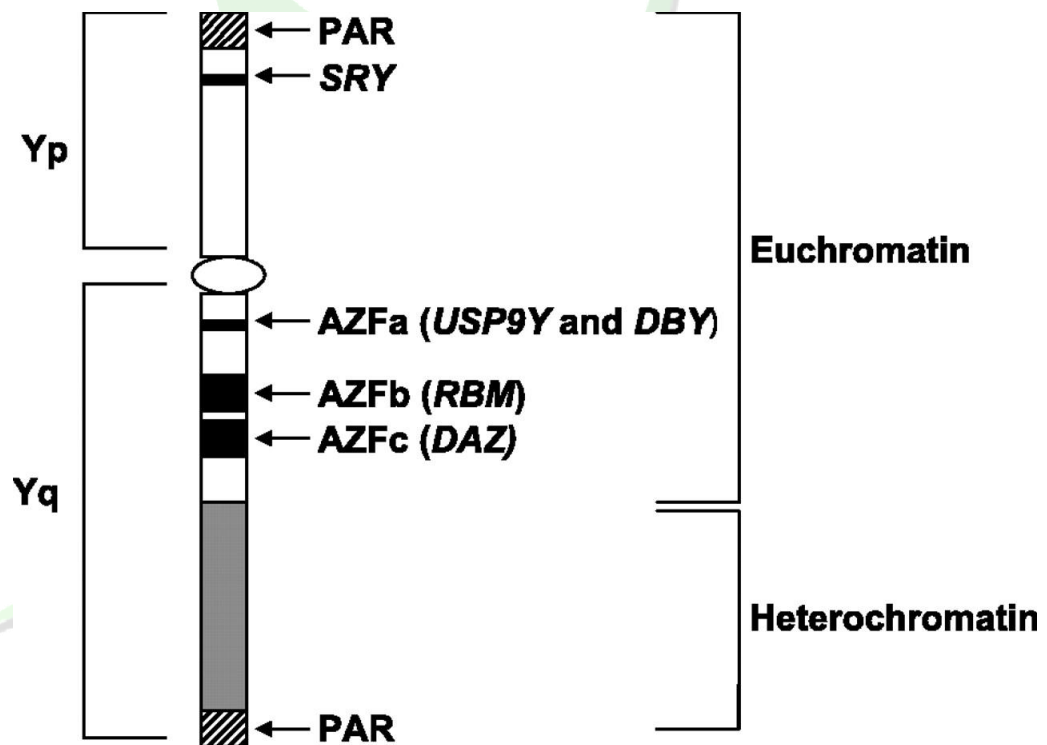 PAR
SRY
Yp
Euchromatin
AZFa (USP9Y and DBY)
AZFb (RBM)
AZFc (DAZ)
Yq
Heterochromatin
PAR